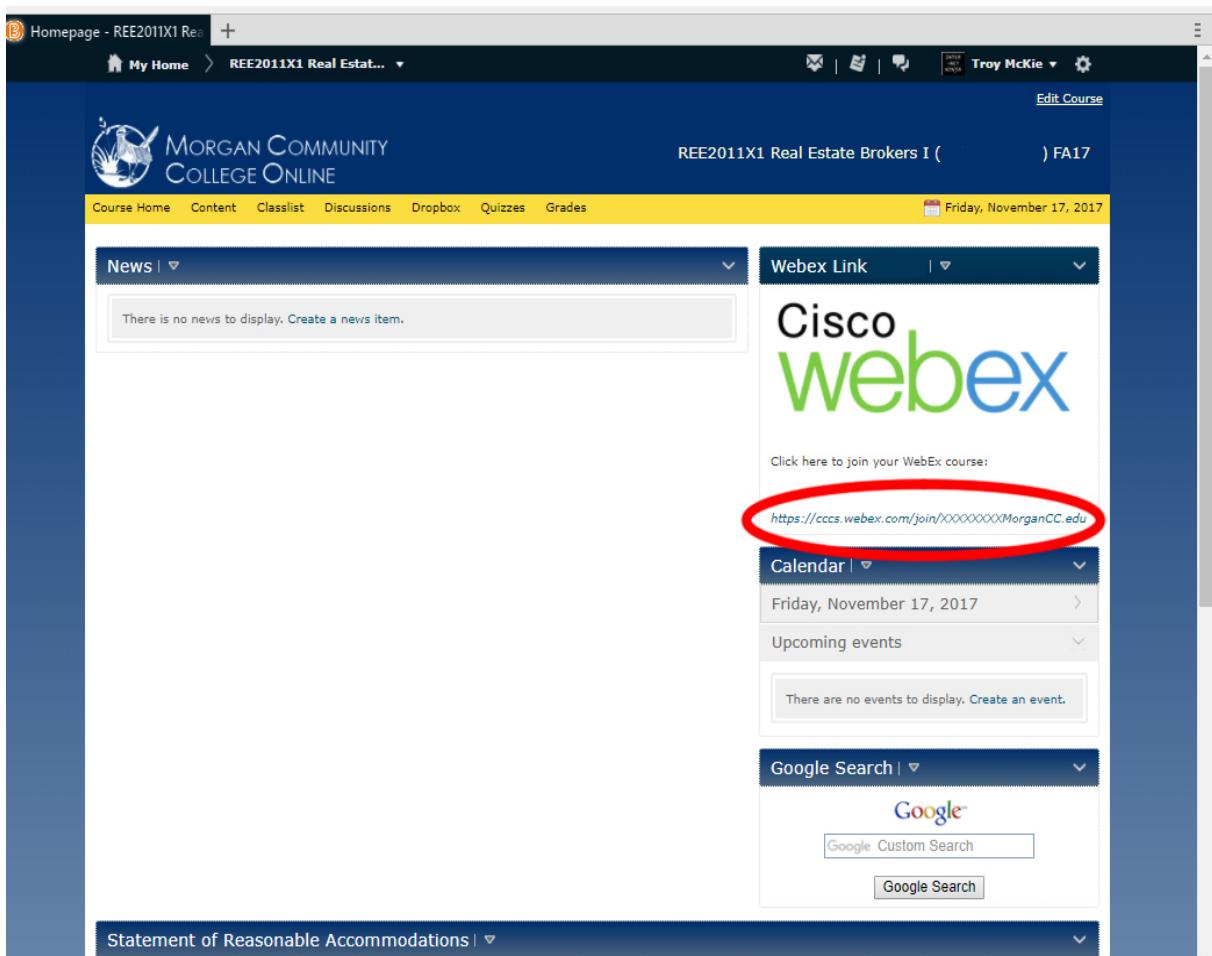 Homepage - REE2011X1 Rea
My Home REE2011X1 Real Estat... Troy McKie
Edit Course
MORGAN COMMUNITY
COLLEGE ONLINE
REE2011X1 Real Estate Brokers I ( ) FA17
Course Home Content Classlist Discussions Dropbox Quizzes Grades Friday, November 17, 2017
News
There is no news to display. Create a news item.
Webex Link
Cisco
webex
Click here to join your WebEx course:
https://cccs.webex.com/join/XXXXXXXXMorganCC.edu
Calendar
Friday, November 17, 2017
Upcoming events
There are no events to display. Create an event.
Google Search
Google
Google Custom Search
Google Search
Statement of Reasonable Accommodations